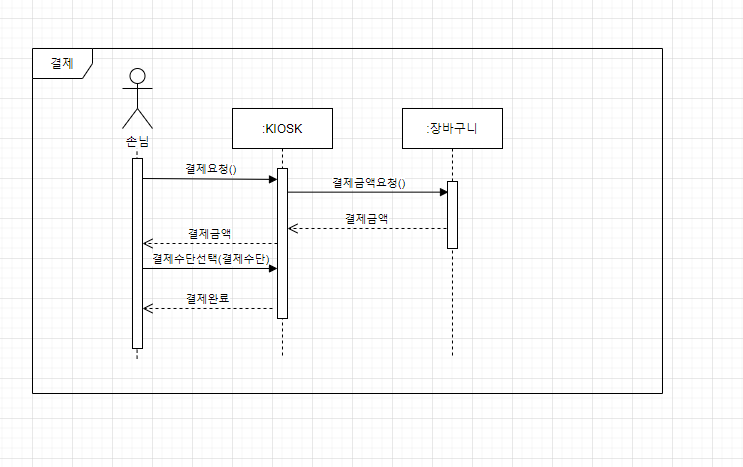 결제
손님
:KIOSK
:장바구니
결제요청()
결제금액요청()
결제금액
결제금액
결제수단선택(결제수단)
결제완료